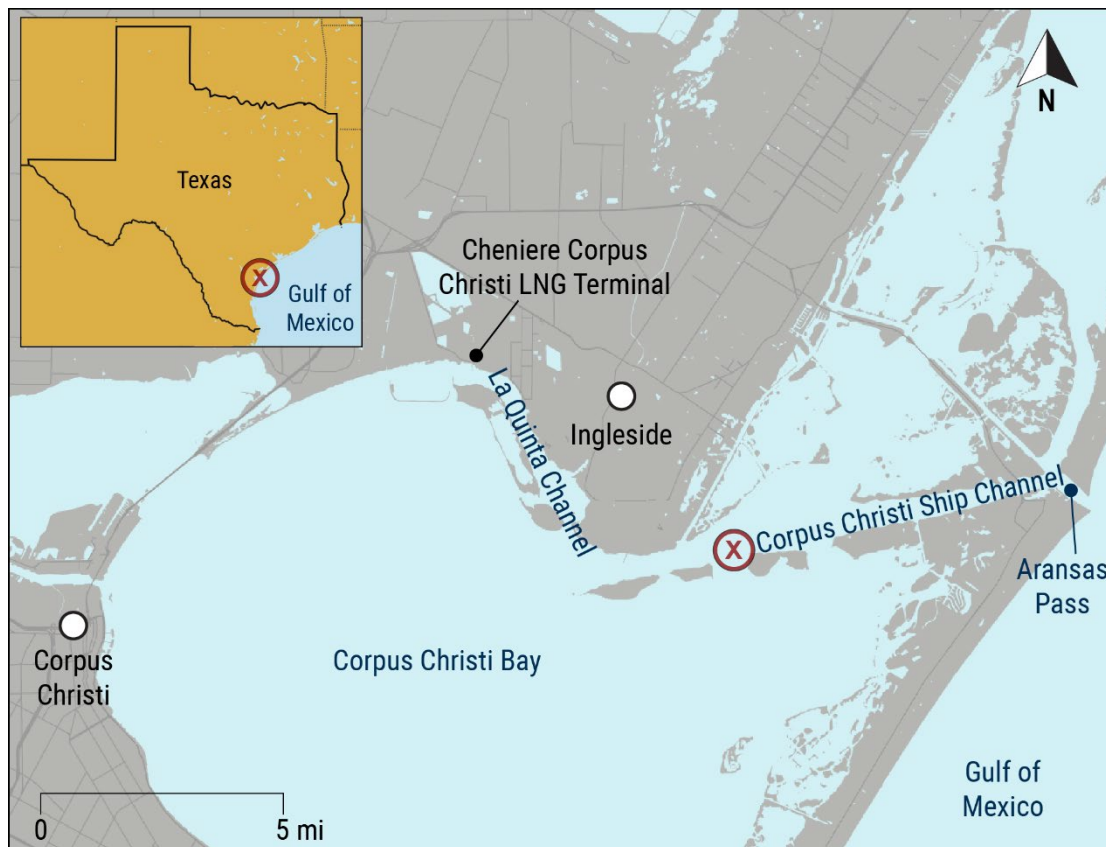 Texas
X
Gulf of
Mexico
N
Cheniere Corpus
Christi LNG Terminal
La Quinta Channel
Ingleside
X
Corpus Christi Ship Channel
Aransas
Pass
Corpus
Christi
Corpus Christi Bay
Gulf of
Mexico
0
5 mi